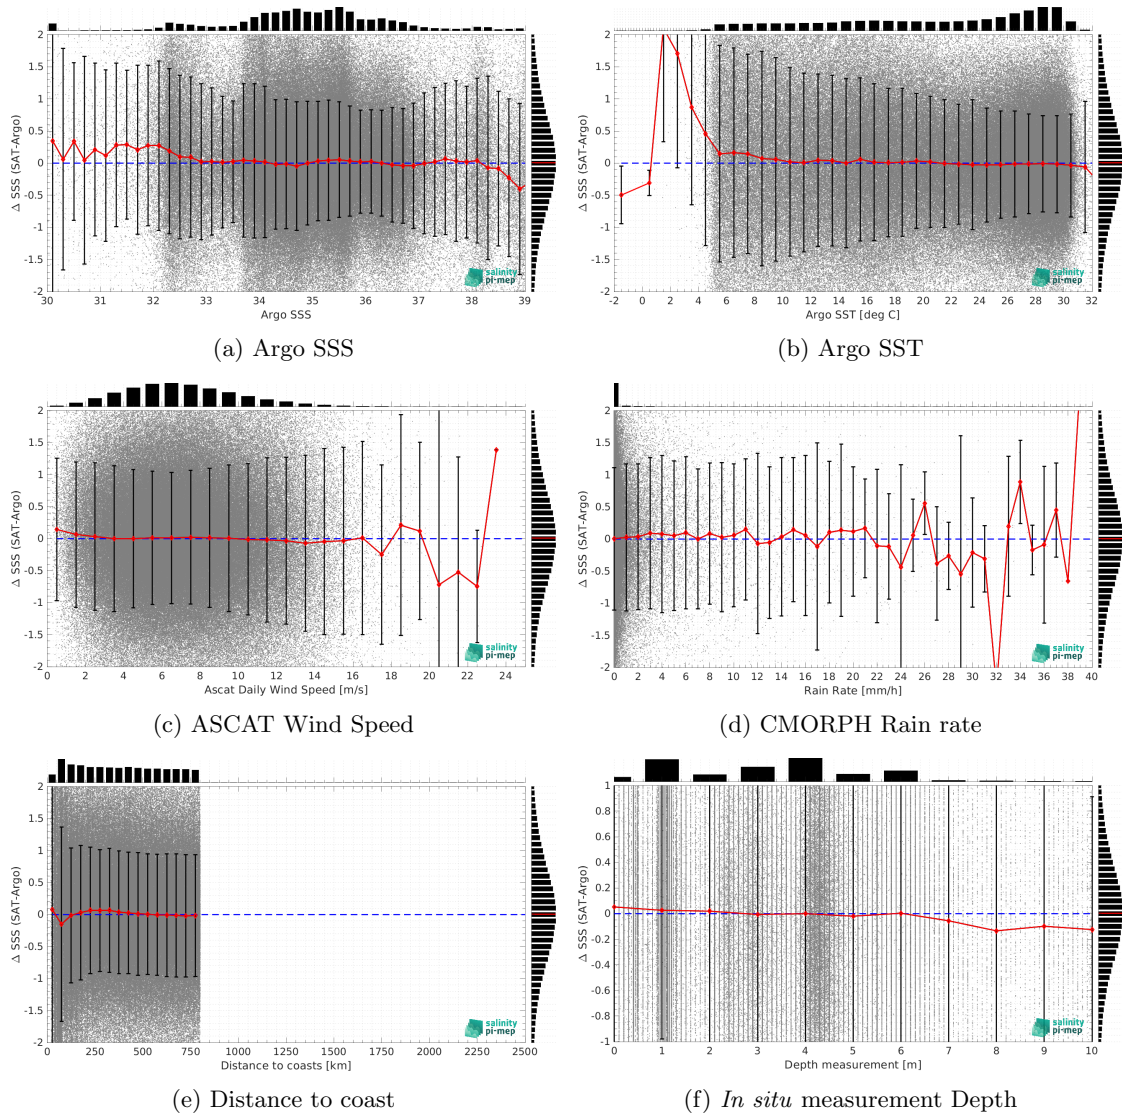 2
1.5
1
0.5
0
-0.5
-1
-1.5
-2
Δ SSS (SAT-Argo)
30 31 32 33 34 35 36 37 38 39
Argo SSS
salinity
pi-mep
(a) Argo SSS
2
1.5
1
0.5
0
-0.5
-1
-1.5
-2
Δ SSS (SAT-Argo)
-2 0 2 4 6 8 10 12 14 16 18 20 22 24 26 28 30 32
Argo SST [deg C]
salinity
pi-mep
(b) Argo SST
2
1.5
1
0.5
0
-0.5
-1
-1.5
-2
Δ SSS (SAT-Argo)
0 2 4 6 8 10 12 14 16 18 20 22 24
Ascat Daily Wind Speed [m/s]
salinity
pi-mep
(c) ASCAT Wind Speed
2
1.5
1
0.5
0
-0.5
-1
-1.5
-2
Δ SSS (SAT-Argo)
0 2 4 6 8 10 12 14 16 18 20 22 24 26 28 30 32 34 36 38 40
Rain Rate [mm/h]
salinity
pi-mep
(d) CMORPH Rain rate
2
1.5
1
0.5
0
-0.5
-1
-1.5
-2
Δ SSS (SAT-Argo)
0 250 500 750 1000 1250 1500 1750 2000 2250 2500
Distance to coasts [km]
salinity
pi-mep
(e) Distance to coast
1
0.8
0.6
0.4
0.2
0
-0.2
-0.4
-0.6
-0.8
-1
Δ SSS (SAT-Argo)
0 1 2 3 4 5 6 7 8 9 10
Depth measurement [m]
salinity
pi-mep
(f) In situ measurement Depth